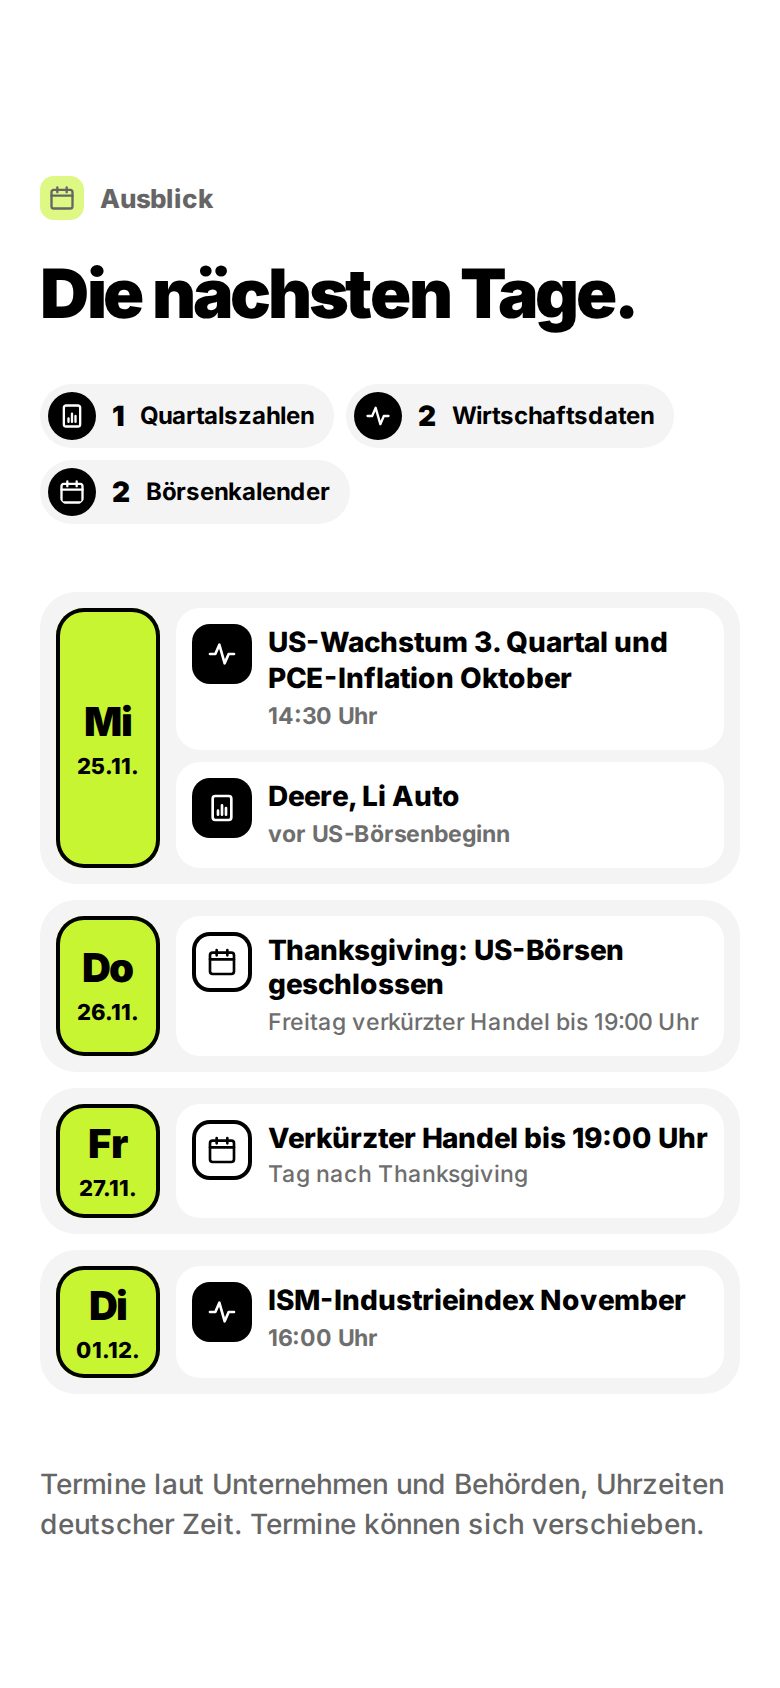 Ausblick
Die nächsten Tage.
1 Quartalszahlen
2 Wirtschaftsdaten
2 Börsenkalender
Mi
25.11.
US-Wachstum 3. Quartal und
PCE-Inflation Oktober
14:30 Uhr
Deere, Li Auto
vor US-Börsenbeginn
Do
26.11.
Thanksgiving: US-Börsen
geschlossen
Freitag verkürzter Handel bis 19:00 Uhr
Fr
27.11.
Verkürzter Handel bis 19:00 Uhr
Tag nach Thanksgiving
Di
01.12.
ISM-Industrieindex November
16:00 Uhr
Termine laut Unternehmen und Behörden, Uhrzeiten
deutscher Zeit. Termine können sich verschieben.